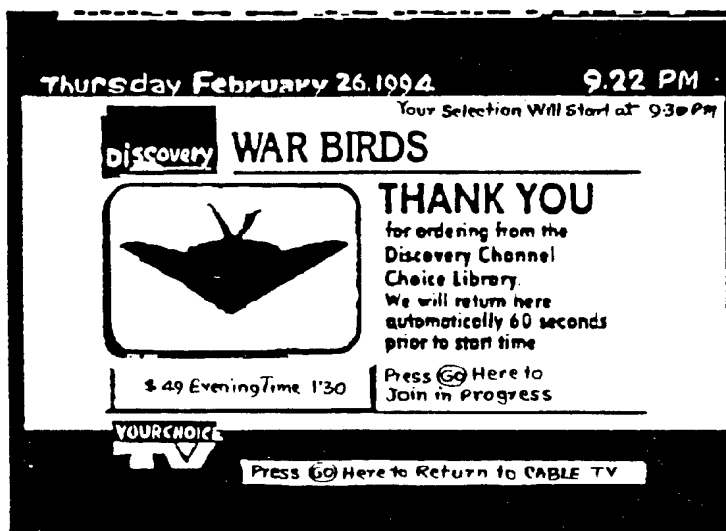 Thursday February 26.1994 9.22 PM
Your Selection Will Start at 9:30 PM
Discovery WAR BIRDS
THANK YOU
for ordering from the
Discovery Channel
Choice Library.
We will return here
automatically 60 seconds
prior to start time
$ 49 Evening Time 1'30
Press GO Here to
Join in Progress
YOUR CHOICE
TV
Press GO Here to Return to CABLE TV